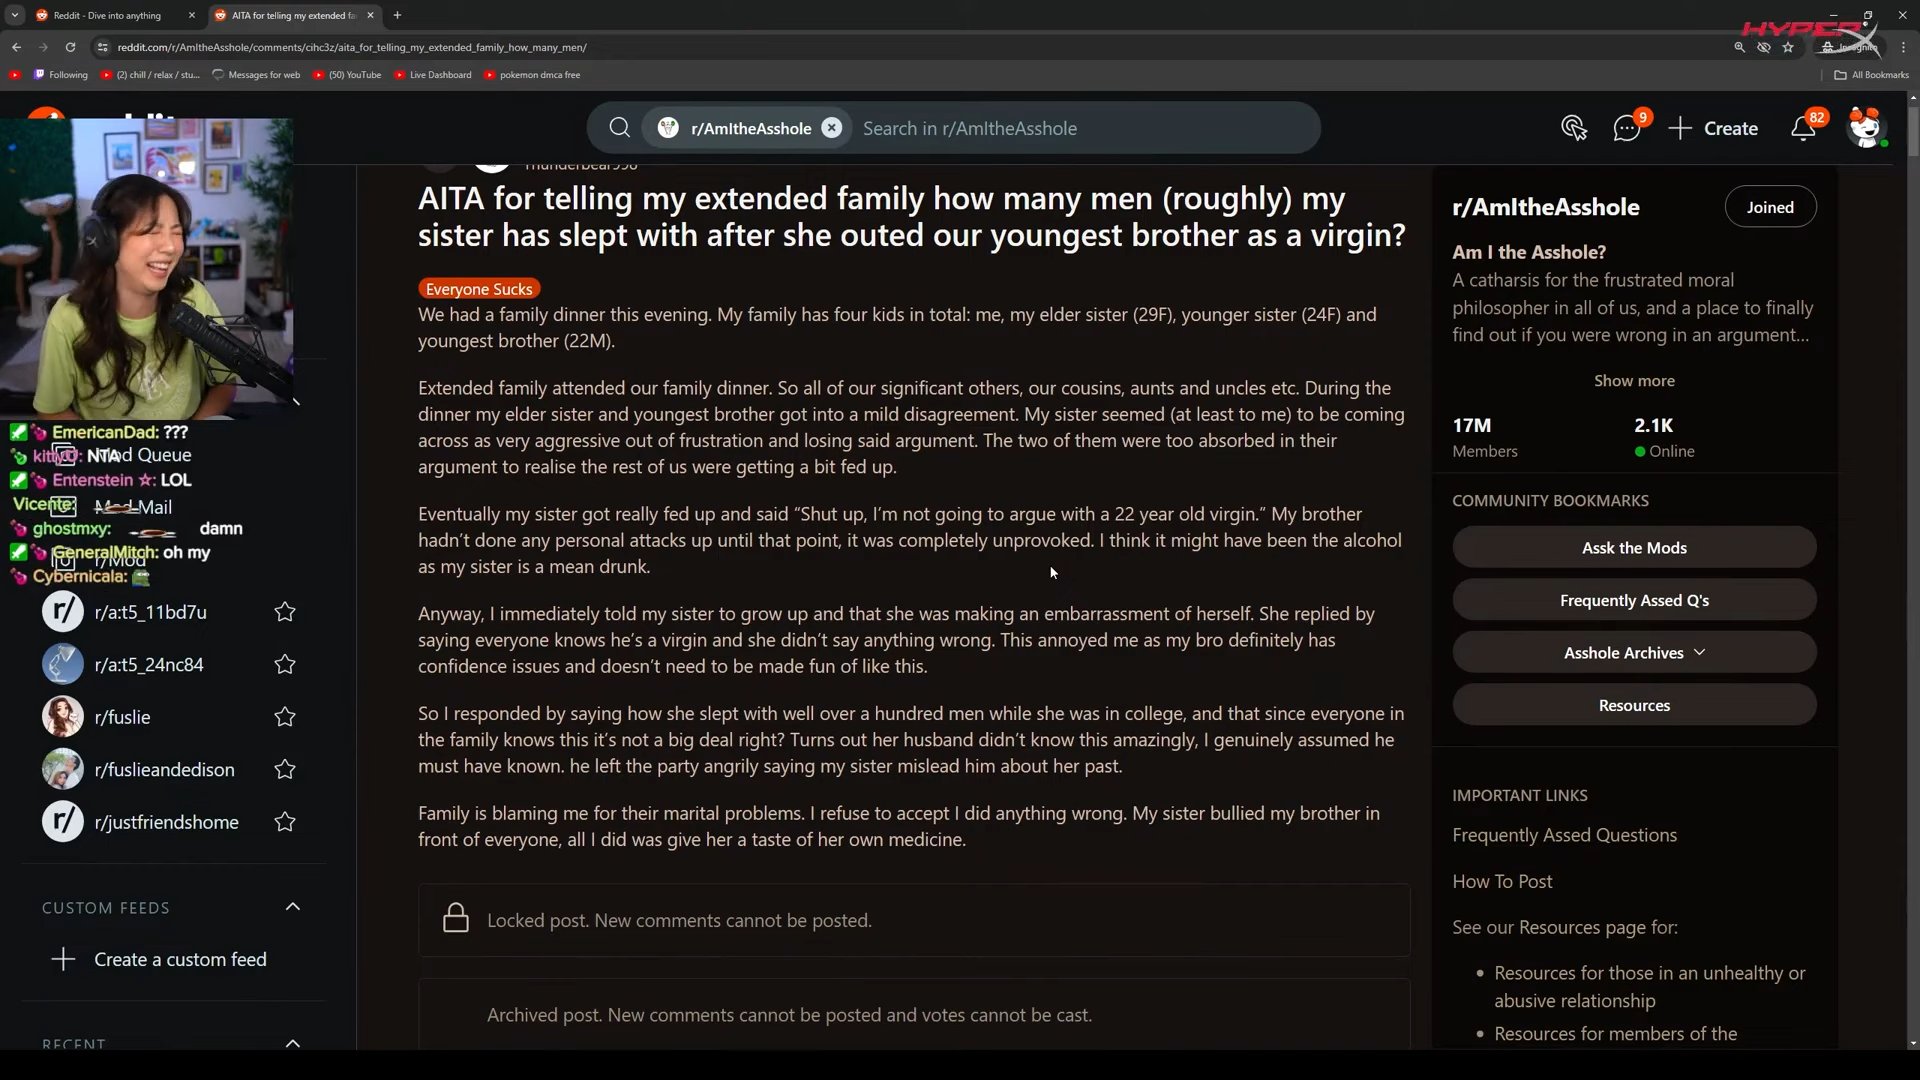 Reddit - Dive into anything
AITA for telling my extended fa
reddit.com/r/AmItheAsshole/comments/cihc3z/aita_for_telling_my_extended_family_how_many_men/
HYPERX
Following
(2) chill / relax / stu...
Messages for web
(50) YouTube
Live Dashboard
pokemon dmca free
All Bookmarks
r/AmItheAsshole
Search in r/AmItheAsshole
9
Create
82
AITA for telling my extended family how many men (roughly) my
sister has slept with after she outed our youngest brother as a virgin?
Everyone Sucks
We had a family dinner this evening. My family has four kids in total: me, my elder sister (29F), younger sister (24F) and
youngest brother (22M).
Extended family attended our family dinner. So all of our significant others, our cousins, aunts and uncles etc. During the
dinner my elder sister and youngest brother got into a mild disagreement. My sister seemed (at least to me) to be coming
across as very aggressive out of frustration and losing said argument. The two of them were too absorbed in their
argument to realise the rest of us were getting a bit fed up.
Eventually my sister got really fed up and said “Shut up, I’m not going to argue with a 22 year old virgin.” My brother
hadn’t done any personal attacks up until that point, it was completely unprovoked. I think it might have been the alcohol
as my sister is a mean drunk.
Anyway, I immediately told my sister to grow up and that she was making an embarrassment of herself. She replied by
saying everyone knows he’s a virgin and she didn’t say anything wrong. This annoyed me as my bro definitely has
confidence issues and doesn’t need to be made fun of like this.
So I responded by saying how she slept with well over a hundred men while she was in college, and that since everyone in
the family knows this it’s not a big deal right? Turns out her husband didn’t know this amazingly, I genuinely assumed he
must have known. he left the party angrily saying my sister mislead him about her past.
Family is blaming me for their marital problems. I refuse to accept I did anything wrong. My sister bullied my brother in
front of everyone, all I did was give her a taste of her own medicine.
Locked post. New comments cannot be posted.
Archived post. New comments cannot be posted and votes cannot be cast.
EmericanDad: ???
NTA
Queue
Entenstein ☆: LOL
Vicente:
Mod Mail
ghostmxy: damn
GeneralMitch: oh my
r/Mod
Cybernicala:
r/a:t5_11bd7u
r/a:t5_24nc84
r/fuslie
r/fuslieandedison
r/justfriendshome
CUSTOM FEEDS
Create a custom feed
RECENT
r/AmItheAsshole
Joined
Am I the Asshole?
A catharsis for the frustrated moral
philosopher in all of us, and a place to finally
find out if you were wrong in an argument...
Show more
17M
2.1K
Members
Online
COMMUNITY BOOKMARKS
Assk the Mods
Frequently Assed Q's
Asshole Archives
Resources
IMPORTANT LINKS
Frequently Assed Questions
How To Post
See our Resources page for:
Resources for those in an unhealthy or
abusive relationship
Resources for members of the